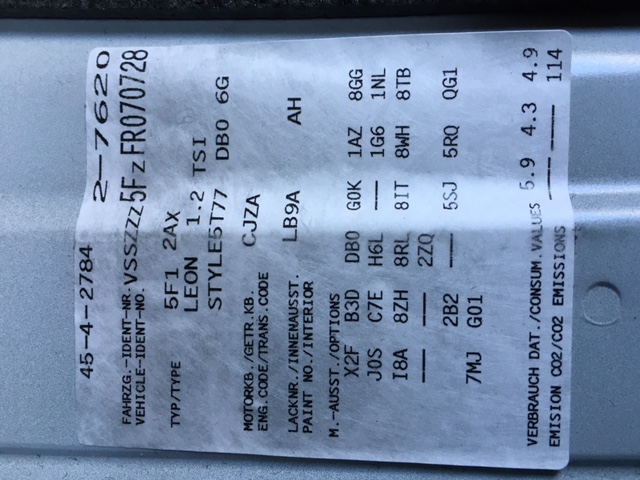 45-4-2784 2-7620
FAHRZG.-IDENT-NR. VSSZZZ5FZFR070728
VEHICLE-IDENT-NO.
TYP/TYPE 5F1 2AX
LEON 1.2 TSI
STYLE5T77 DB0 6G
MOTORKB./GETR.KB. CJZA
ENG.CODE/TRANS.CODE
LACKNR./INNENAUSST. LB9A AH
PAINT NO./INTERIOR
M.-AUSST./OPTIONS
X2F B3D DB0 G0K 1AZ 8GG
J0S C7E H6L —— 1G6 1NL
I8A 8ZH 8RL 8IT 8WH 8TB
—— —— 2ZQ
2B2 —— 5SJ 5RQ QG1
7MJ G01
VERBRAUCH DAT./CONSUM.VALUES 5.9 4.3 4.9
EMISION CO2/CO2 EMISSIONS —— —— 114